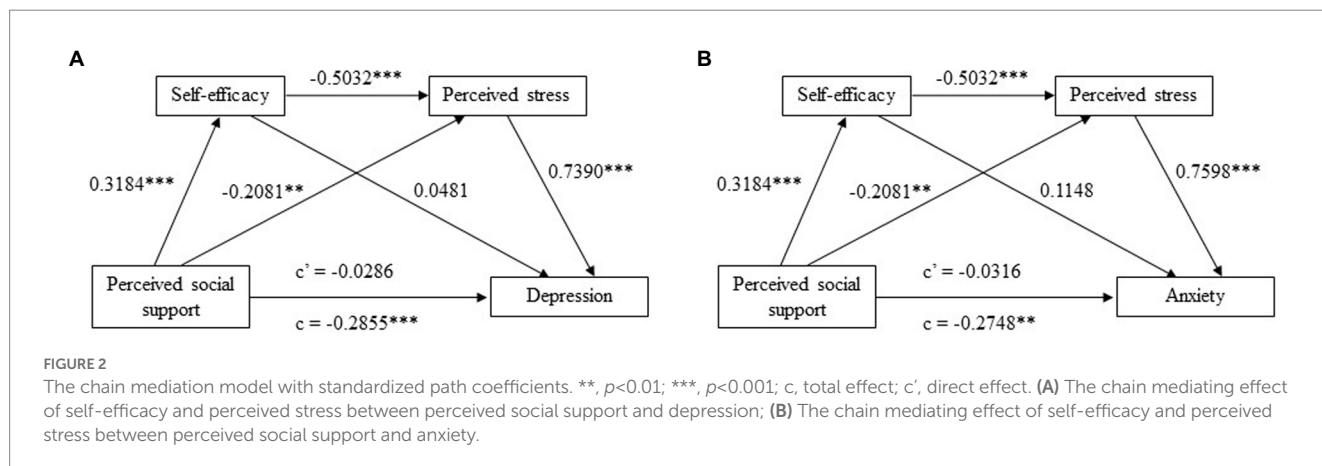 A
-0.5032***
Self-efficacy
Perceived stress
0.3184***
-0.2081**
0.0481
0.7390***
Perceived social
support
c’ = -0.0286
c = -0.2855***
Depression
B
-0.5032***
Self-efficacy
Perceived stress
0.3184***
-0.2081**
0.1148
0.7598***
Perceived social
support
c’ = -0.0316
c = -0.2748**
Anxiety
FIGURE 2
The chain mediation model with standardized path coefficients. **, p<0.01; ***, p<0.001; c, total effect; c′, direct effect. (A) The chain mediating effect
of self-efficacy and perceived stress between perceived social support and depression; (B) The chain mediating effect of self-efficacy and perceived
stress between perceived social support and anxiety.